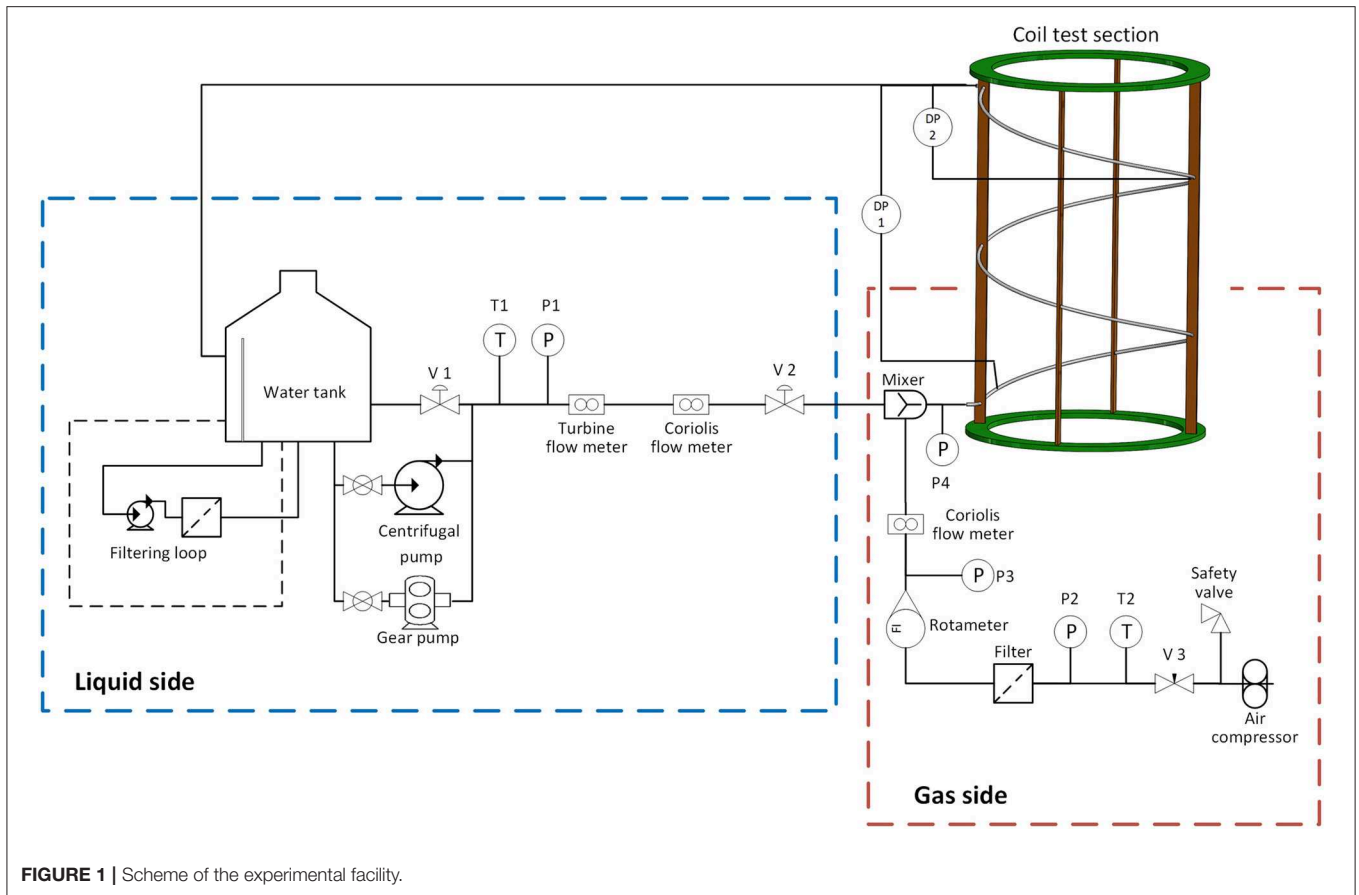 Coil test section
DP
2
DP
1
T1
P1
T
P
V 1
V 2
Water tank
Turbine
flow meter
Coriolis
flow meter
Mixer
P
P4
Centrifugal
pump
Filtering loop
Gear pump
Liquid side
Coriolis
flow meter
P
P3
Safety
valve
FI
Rotameter
P2
T2
P
T
Filter
V 3
Air
compressor
Gas side
FIGURE 1 | Scheme of the experimental facility.